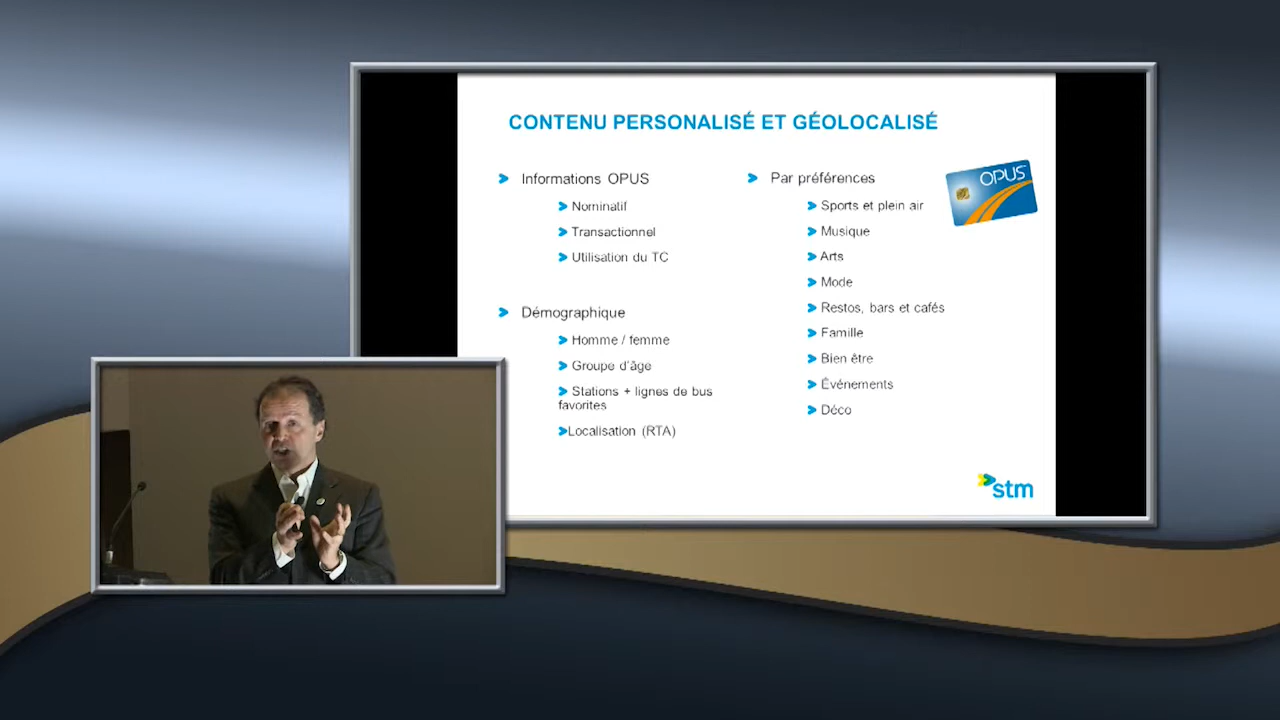 CONTENU PERSONALISÉ ET GÉOLOCALISÉ
Informations OPUS
Nominatif
Transactionnel
Utilisation du TC
Démographique
Homme / femme
Groupe d'âge
Stations + lignes de bus
favorites
Localisation (RTA)
Par préférences
Sports et plein air
Musique
Arts
Mode
Restos, bars et cafés
Famille
Bien être
Événements
Déco
OPUS
stm